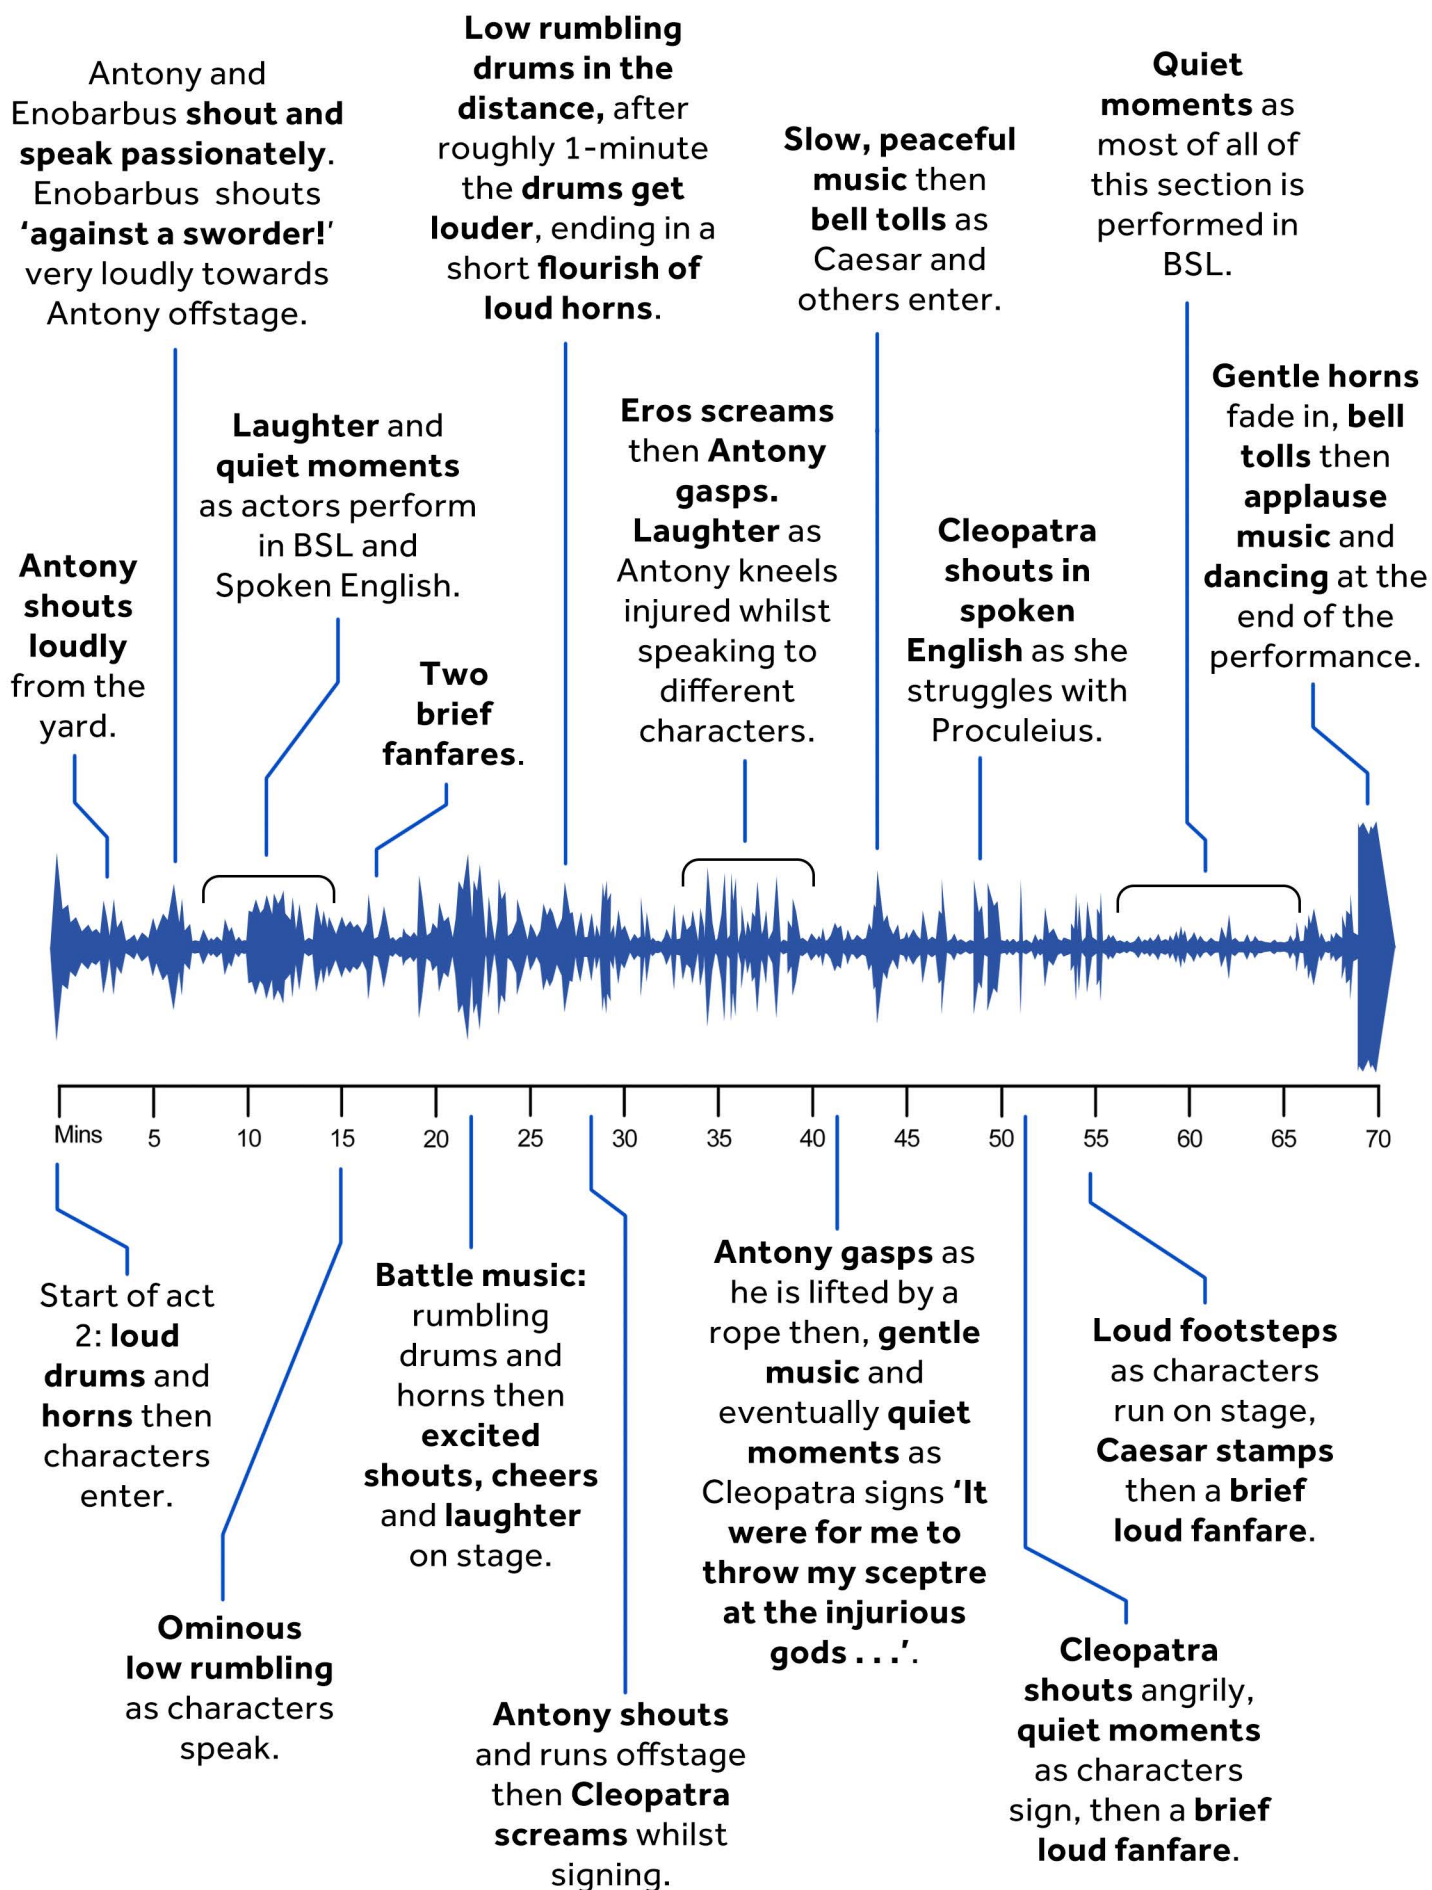 Antony and
Enobarbus shout and
speak passionately.
Enobarbus shouts
‘against a sworder!’
very loudly towards
Antony offstage.
Low rumbling
drums in the
distance, after
roughly 1-minute
the drums get
louder, ending in a
short flourish of
loud horns.
Slow, peaceful
music then
bell tolls as
Caesar and
others enter.
Quiet
moments as
most of all of
this section is
performed in
BSL.
Antony
shouts
loudly
from the
yard.
Laughter and
quiet moments
as actors perform
in BSL and
Spoken English.
Two
brief
fanfares.
Eros screams
then Antony
gasps.
Laughter as
Antony kneels
injured whilst
speaking to
different
characters.
Cleopatra
shouts in
spoken
English as she
struggles with
Proculeius.
Gentle horns
fade in, bell
tolls then
applause
music and
dancing at the
end of the
performance.
Mins 5 10 15 20 25 30 35 40 45 50 55 60 65 70
Start of act
2: loud
drums and
horns then
characters
enter.
Ominous
low rumbling
as characters
speak.
Battle music:
rumbling
drums and
horns then
excited
shouts, cheers
and laughter
on stage.
Antony shouts
and runs offstage
then Cleopatra
screams whilst
signing.
Antony gasps as
he is lifted by a
rope then, gentle
music and
eventually quiet
moments as
Cleopatra signs ‘It
were for me to
throw my sceptre
at the injurious
gods . . .’.
Cleopatra
shouts angrily,
quiet moments
as characters
sign, then a brief
loud fanfare.
Loud footsteps
as characters
run on stage,
Caesar stamps
then a brief
loud fanfare.